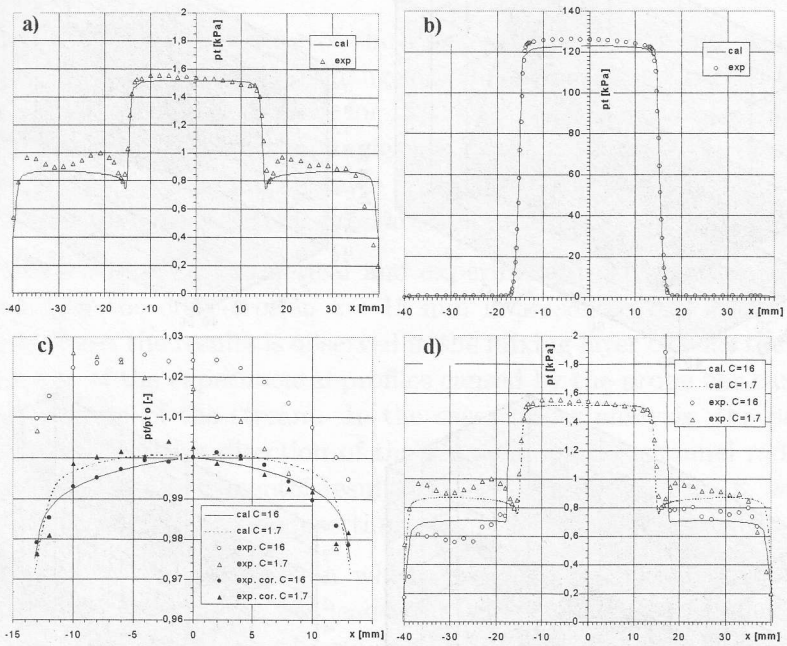 a)
2
1,8
1,6
1,4
1,2
1
0,8
0,6
0,4
0,2
0
pt [kPa]
cal
exp
-40 -30 -20 -10 0 10 20 30 40
x [mm]
b)
140
120
100
80
60
40
20
0
pt [kPa]
cal
exp
-40 -30 -20 -10 0 10 20 30
x [mm]
c)
1,03
1,02
1,01
1,00
0,99
0,98
0,97
0,96
pt/pt o [-]
cal C=16
cal C=1.7
exp. C=16
exp. C=1.7
exp. cor. C=16
exp. cor. C=1.7
-15 -10 -5 0 5 10
x [mm]
d)
2
1,8
1,6
1,4
1,2
1
0,8
0,6
0,4
0,2
0
pt [kPa]
cal. C=16
cal C=1.7
exp. C=16
exp. C=1.7
-40 -30 -20 -10 0 10 20 30 40
x [mm]